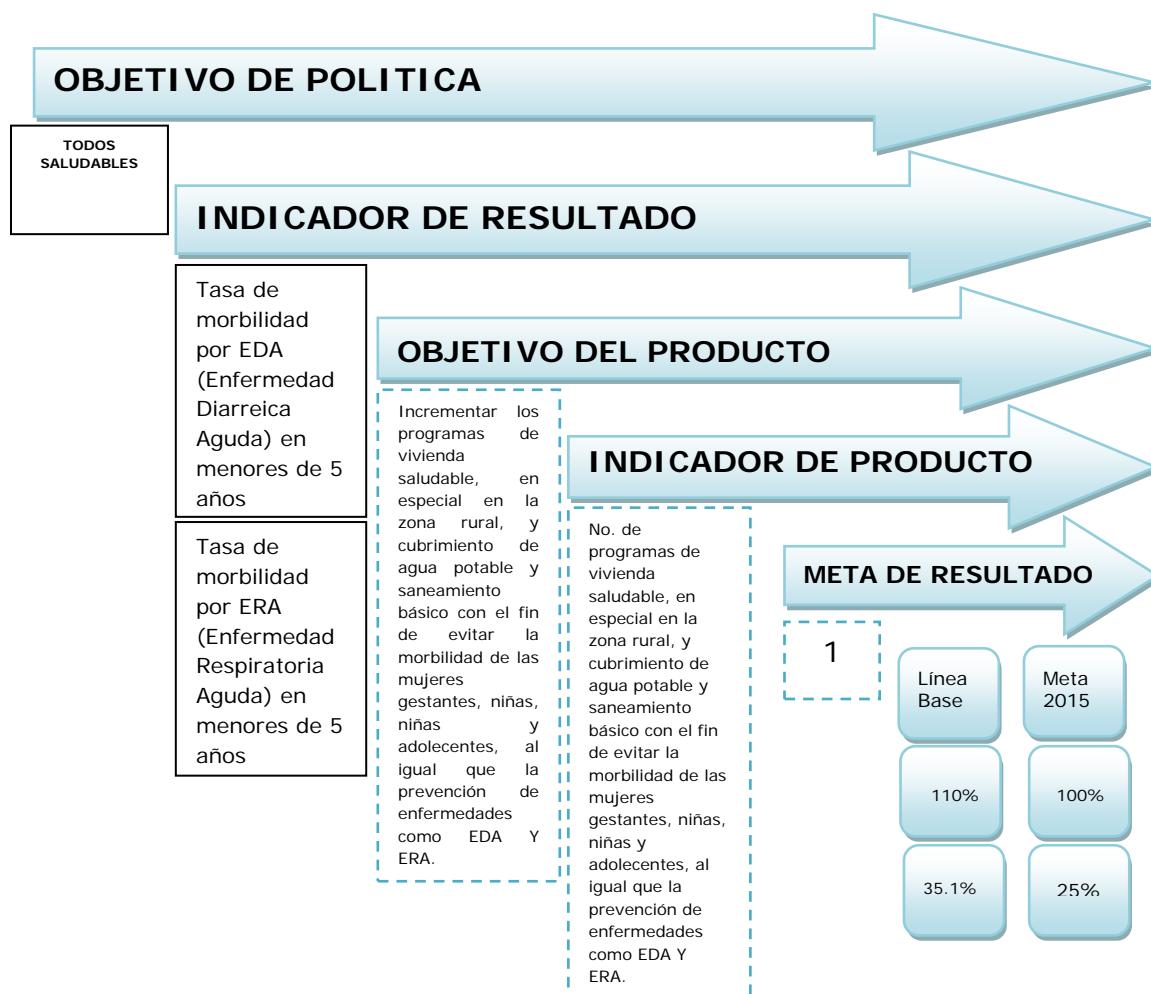 OBJETIVO DE POLITICA
TODOS
SALUDABLES
INDICADOR DE RESULTADO
Tasa de
morbilidad
por EDA
(Enfermedad
Diarreica
Aguda) en
menores de 5
años
Tasa de
morbilidad
por ERA
(Enfermedad
Respiratoria
Aguda) en
menores de 5
años
OBJETIVO DEL PRODUCTO
Incrementar los
programas de
vivienda
saludable, en
especial en la
zona rural, y
cubrimiento de
agua potable y
saneamiento
básico con el fin
de evitar la
morbilidad de las
mujeres
gestantes, niñas,
niñas y
adolecentes, al
igual que la
prevención de
enfermedades
como EDA Y
ERA.
INDICADOR DE PRODUCTO
No. de
programas de
vivienda
saludable, en
especial en la
zona rural, y
cubrimiento de
agua potable y
saneamiento
básico con el fin
de evitar la
morbilidad de las
mujeres
gestantes, niñas,
niñas y
adolecentes, al
igual que la
prevención de
enfermedades
como EDA Y
ERA.
META DE RESULTADO
1
Línea
Base
Meta
2015
110%
100%
35.1%
25%